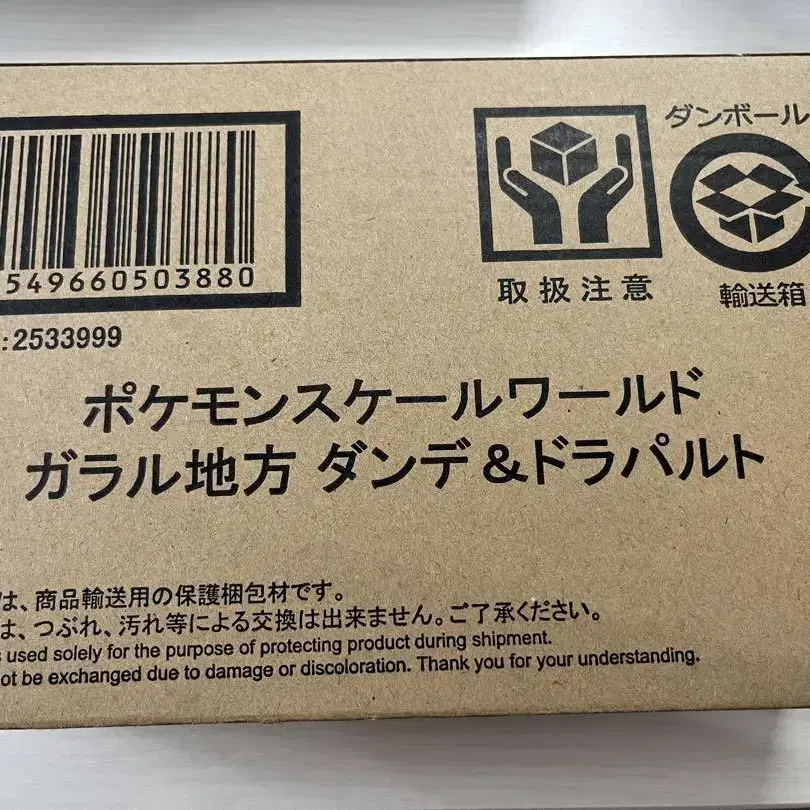 549660503880
ダンボール
取扱注意
輸送箱
:2533999
ポケモンスケールワールド
ガラル地方 ダンデ&ドラパルト
は、商品輸送用の保護梱包材です。
は、つぶれ、汚れ等による交換は出来ません。ご了承ください。
s used solely for the purpose of protecting product during shipment.
ot be exchanged due to damage or discoloration. Thank you for your understanding.